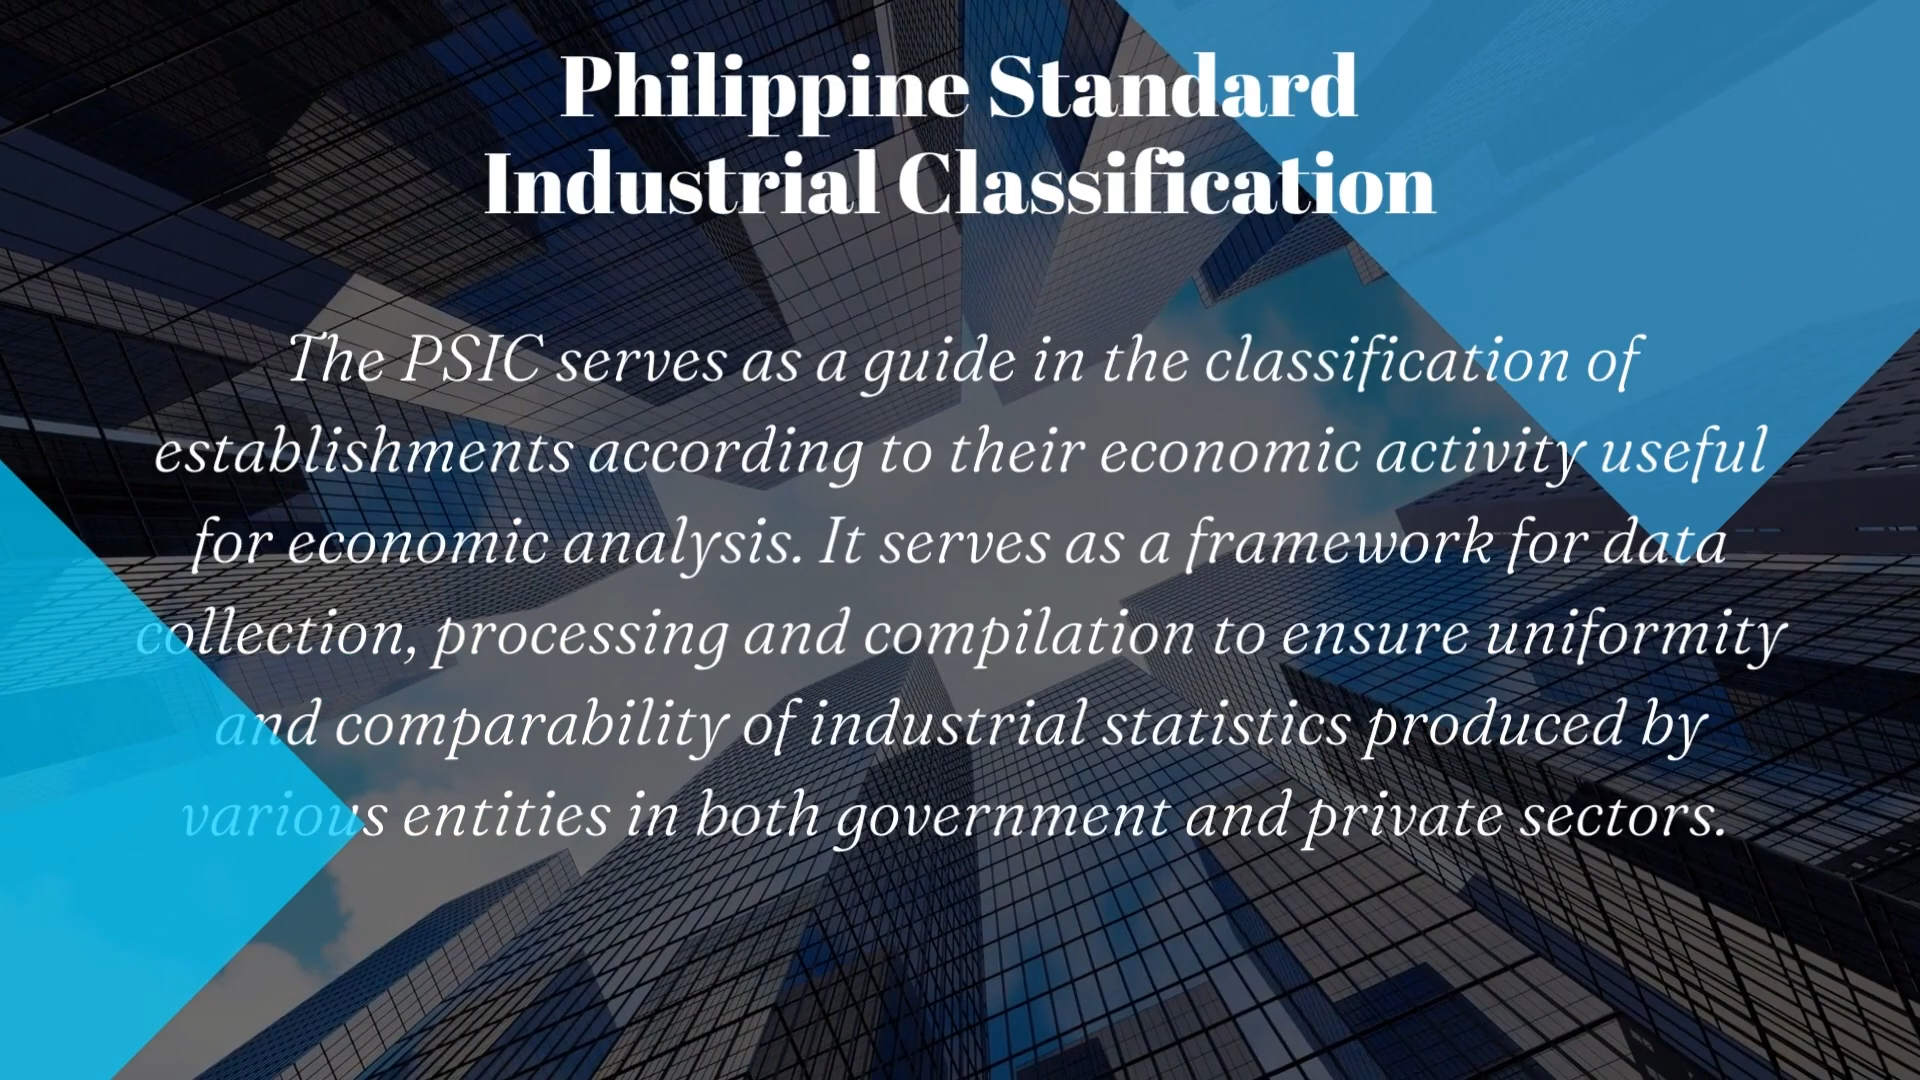 Philippine Standard
Industrial Classification
The PSIC serves as a guide in the classification of
establishments according to their economic activity useful
for economic analysis. It serves as a framework for data
collection, processing and compilation to ensure uniformity
and comparability of industrial statistics produced by
various entities in both government and private sectors.